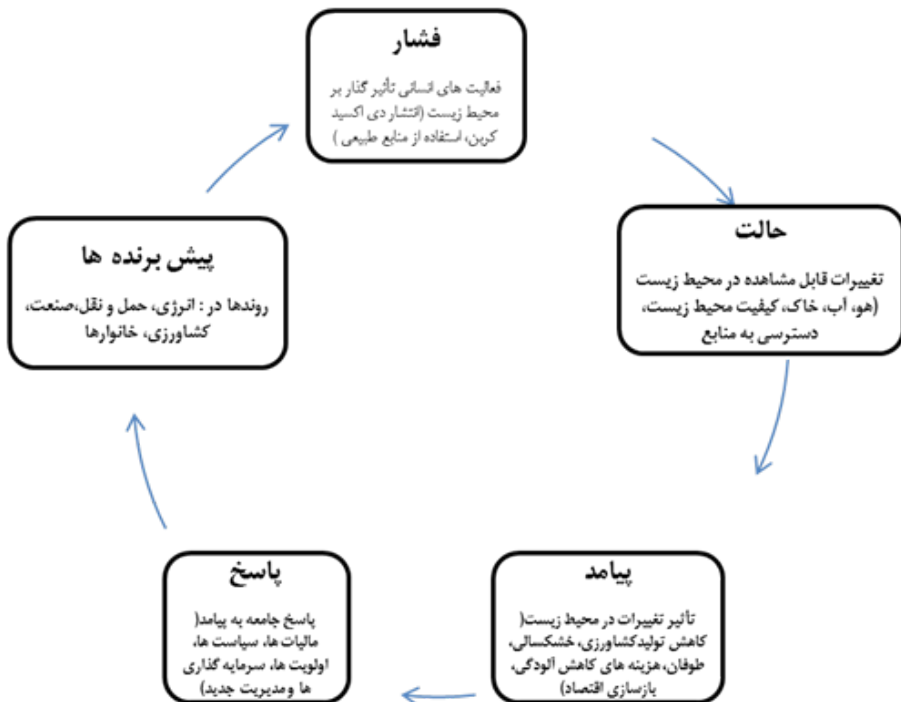 فشار
فعالیت های انسانی تأثیر گذار بر
محیط زیست (انتشار دی اکسید
کربن، استفاده از منابع طبیعی )
حالت
تغییرات قابل مشاهده در محیط زیست
(هو، آب، خاک، کیفیت محیط زیست،
دسترسی به منابع
پیامد
تأثیر تغییرات در محیط زیست(
کاهش تولیدکشاورزی، خشکسالی،
طوفان، هزینه های کاهش آلودگی،
بازسازی اقتصاد)
پاسخ
پاسخ جامعه به پیامد(
مالیات ها، سیاست ها،
اولویت ها، سرمایه گذاری
ها ومدیریت جدید)
پیش برنده ها
روندها در : انرژی، حمل و نقل،صنعت،
کشاورزی، خانوارها